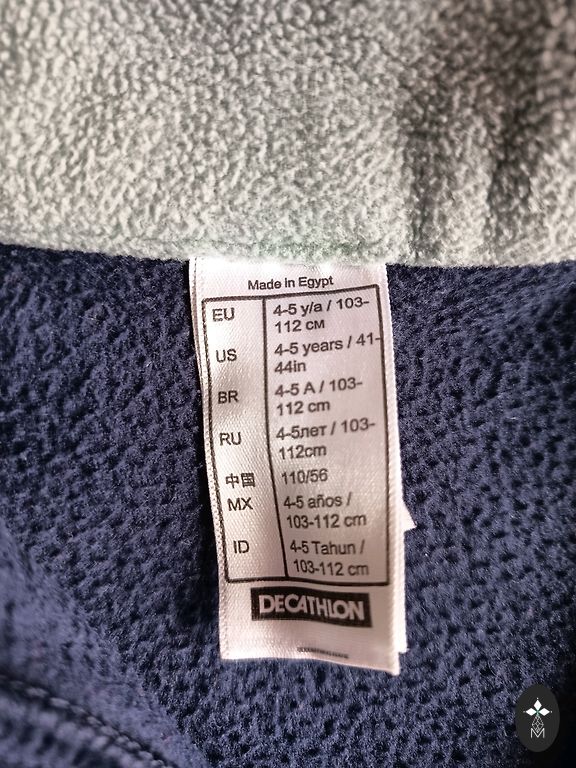 Made in Egypt
EU 4-5 y/a / 103-
112 см
US 4-5 years / 41-
44in
BR 4-5 A / 103-
112 cm
RU 4-5лет / 103-
112cm
中国 110/56
MX 4-5 años /
103-112 cm
ID 4-5 Tahun /
103-112 cm
DECATHLON
M